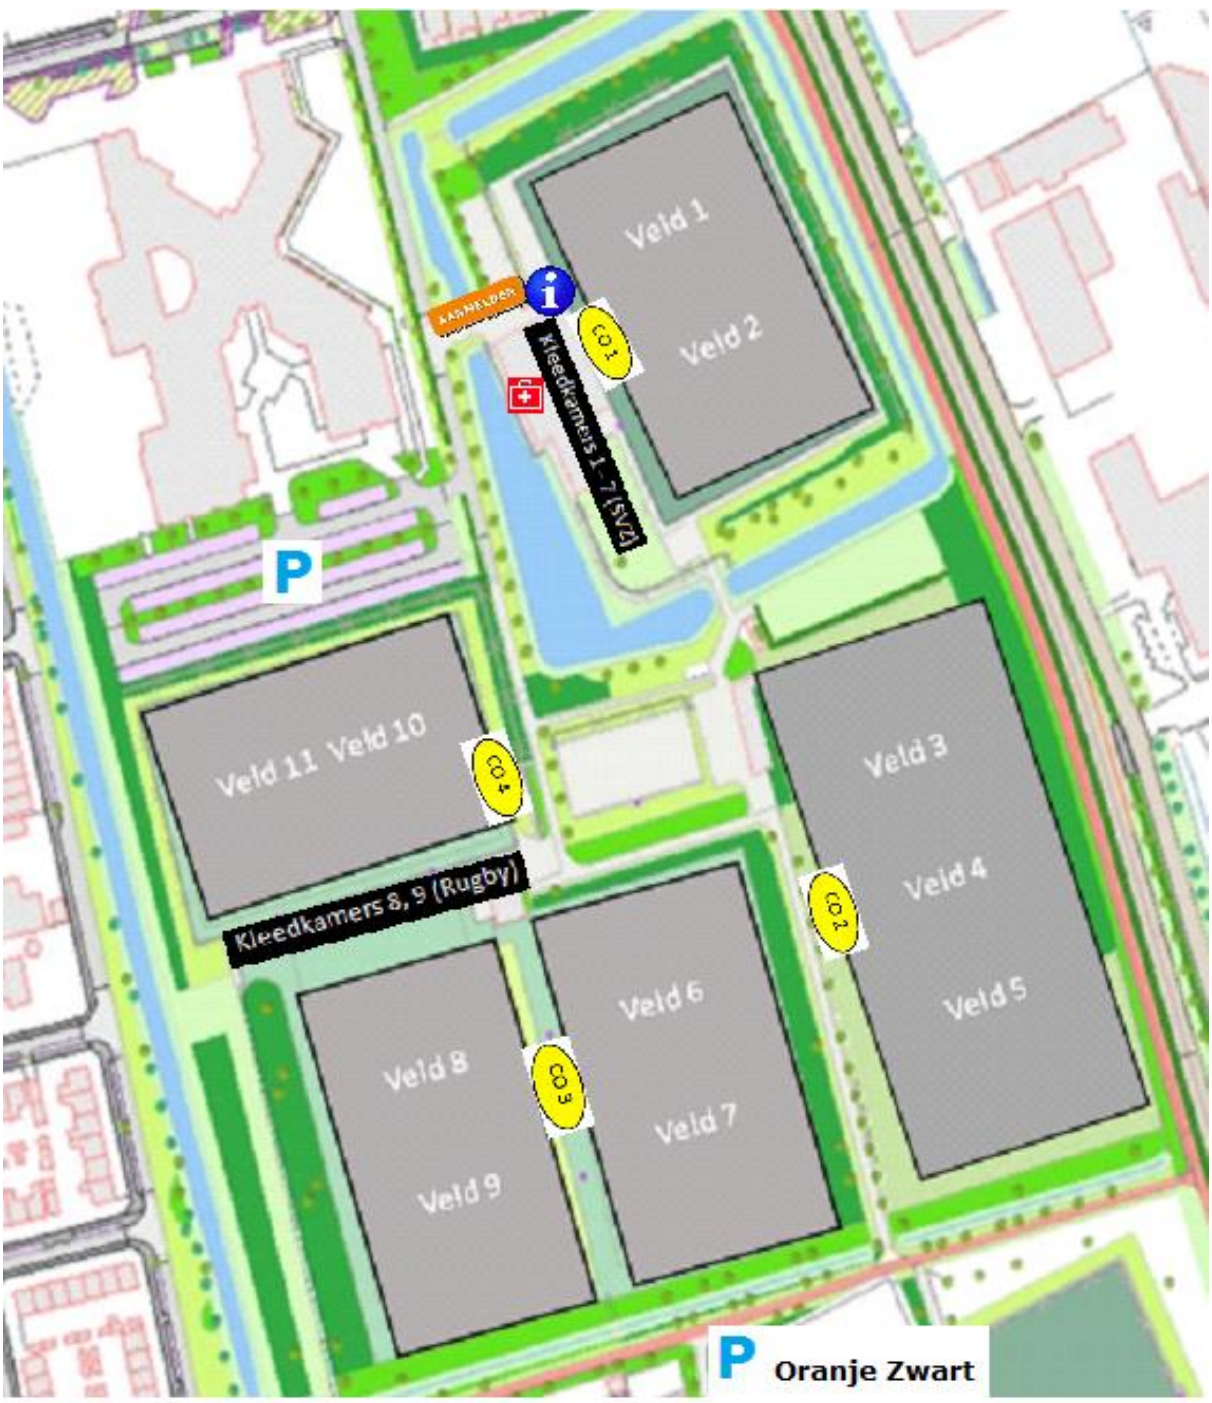 Veld 1
AANMELDEN
i
CO 1
Veld 2
Kleedkamers 1-7 (SVZ)
P
Veld 11 Veld 10
CO 4
Veld 3
Kleedkamers 8, 9 (Rugby)
CO 2
Veld 4
Veld 6
Veld 5
Veld 8
CO 3
Veld 7
Veld 9
P Oranje Zwart